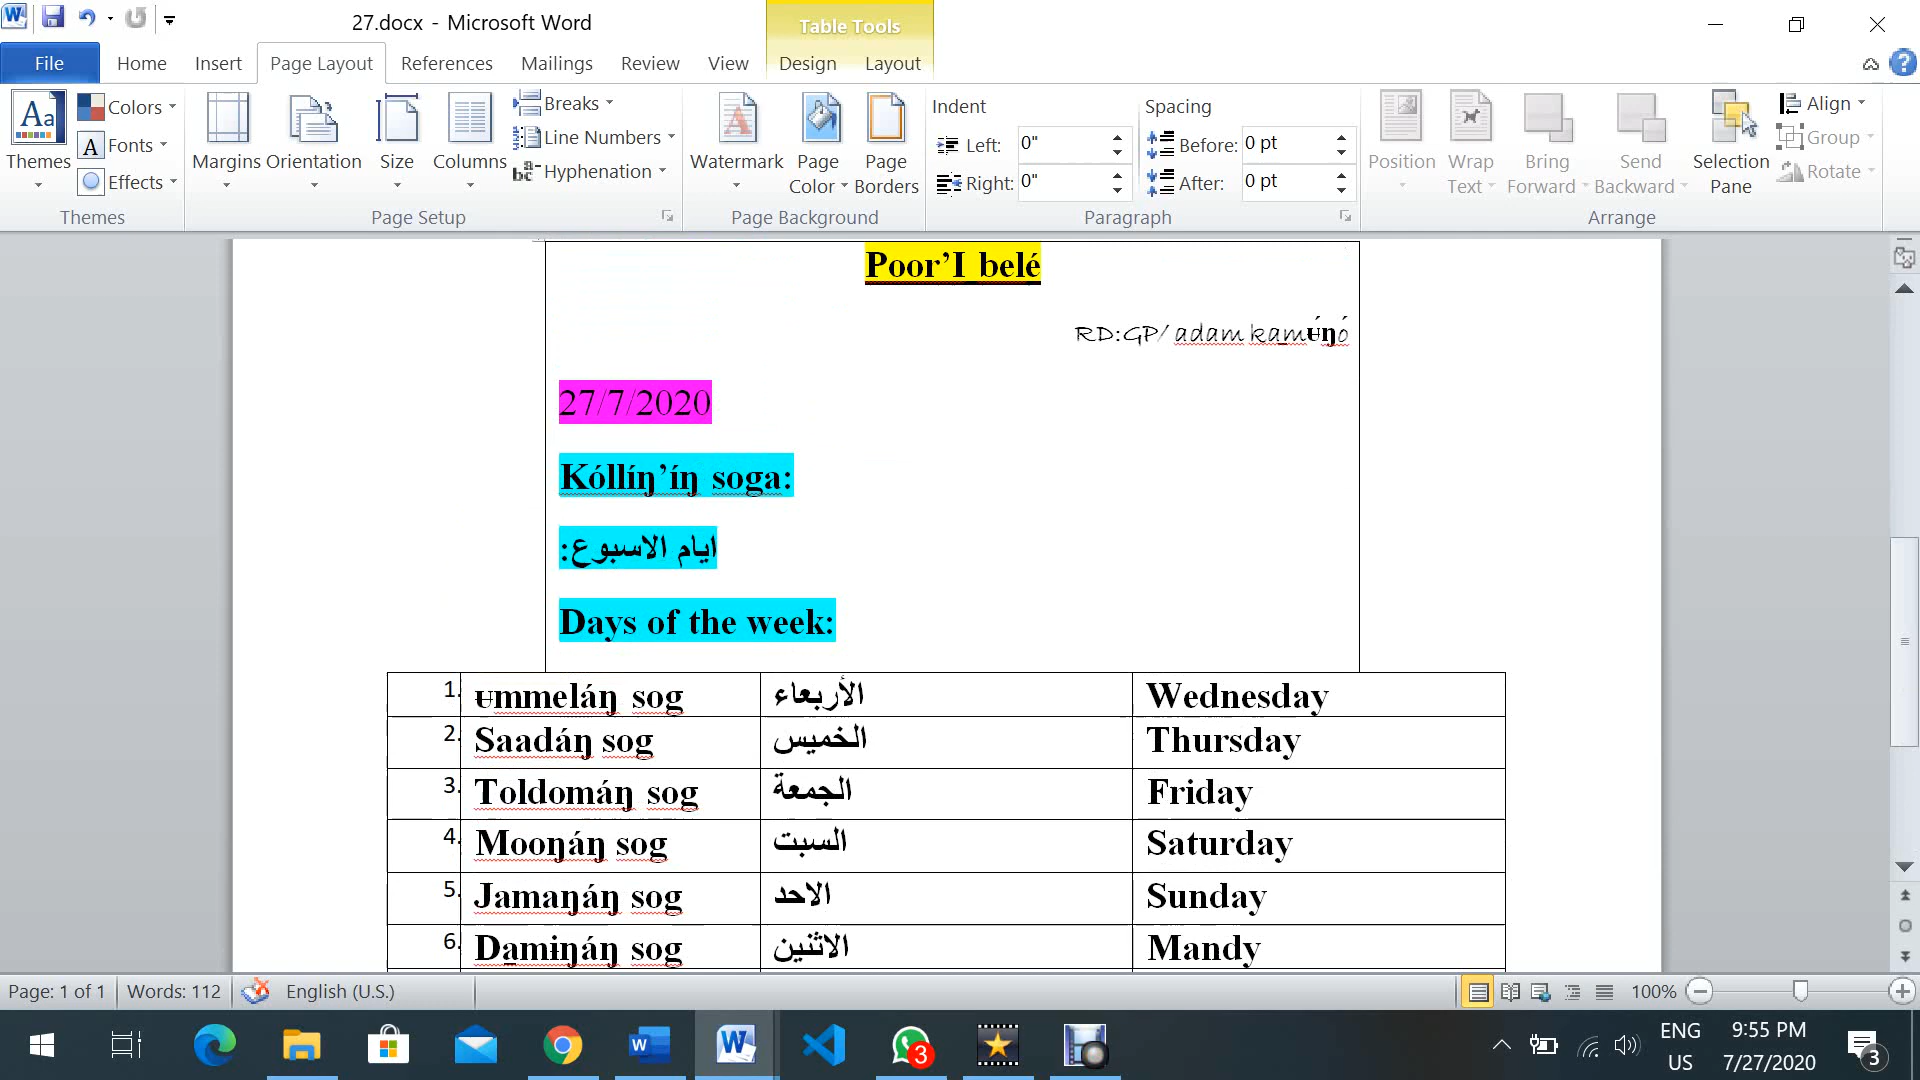 27.docx - Microsoft Word
Table Tools
File Home Insert Page Layout References Mailings Review View Design Layout
Themes
Colors
Fonts
Effects
Themes
Margins Orientation Size Columns
Breaks
Line Numbers
Hyphenation
Page Setup
Watermark Page Color Page Borders
Page Background
Indent
Left: 0"
Right: 0"
Spacing
Before: 0 pt
After: 0 pt
Paragraph
Position Wrap Text Bring Forward Send Backward Selection Pane
Align
Group
Rotate
Arrange
Poor’I belé
RD:GP/ adam kamʉ́ŋó
27/7/2020
Kóllíŋ’íŋ soga:
ايام الاسبوع:
Days of the week:
1. ʉmmeláŋ sog الأربعاء Wednesday
2. Saadáŋ sog الخميس Thursday
3. Toldomáŋ sog الجمعة Friday
4. Mooŋáŋ sog السبت Saturday
5. Jamaŋáŋ sog الاحد Sunday
6. Da̱mɨŋáŋ sog الاثنين Mandy
Page: 1 of 1 Words: 112 English (U.S.) 100%
3 ENG 9:55 PM
US 7/27/2020 3